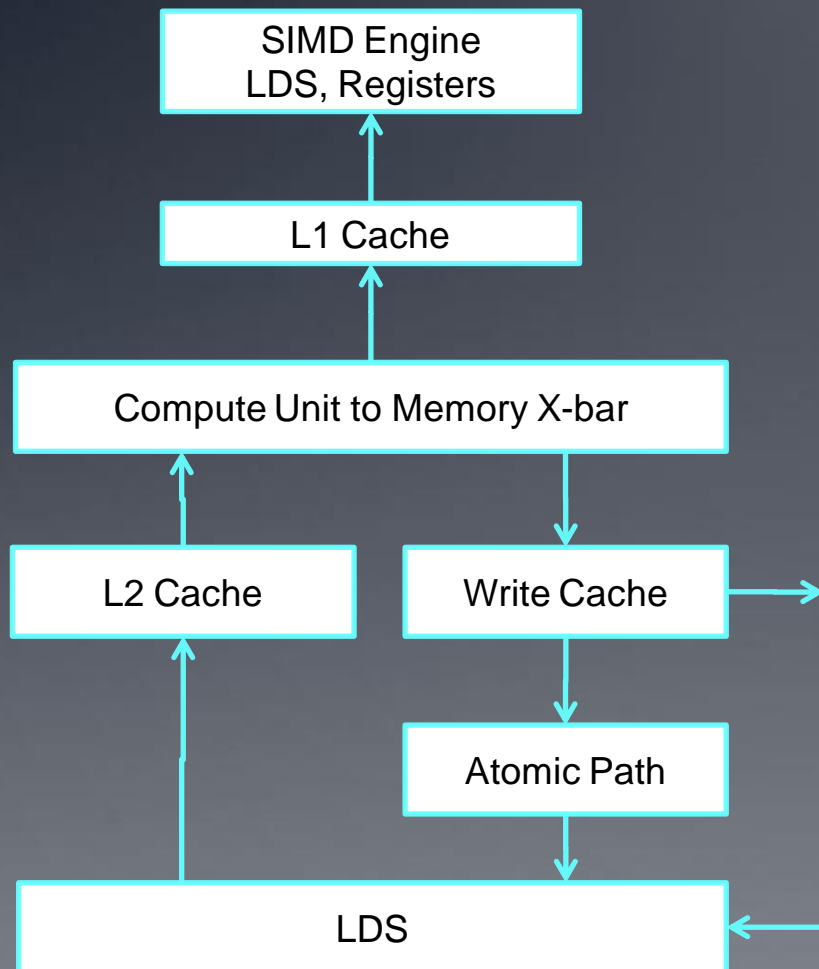 SIMD Engine
LDS, Registers
L1 Cache
Compute Unit to Memory X-bar
L2 Cache
Write Cache
Atomic Path
LDS